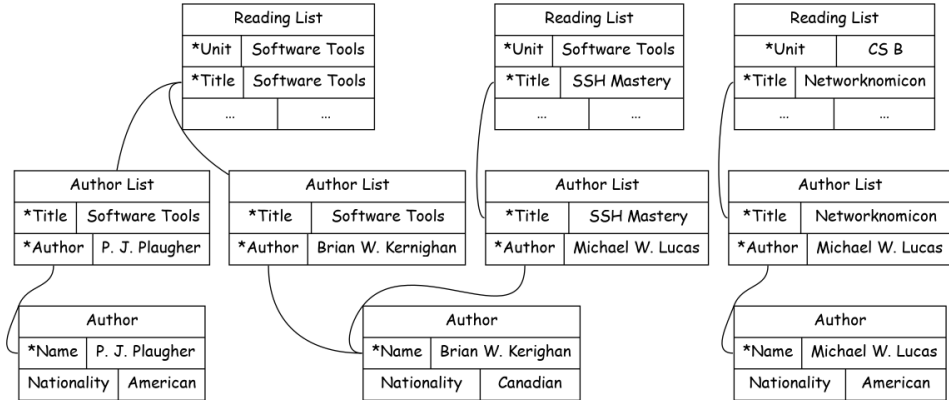 Reading List
*Unit Software Tools
*Title Software Tools
... ...
Reading List
*Unit Software Tools
*Title SSH Mastery
... ...
Reading List
*Unit CS B
*Title Networknomicon
... ...
Author List
*Title Software Tools
*Author P. J. Plaugher
Author List
*Title Software Tools
*Author Brian W. Kernighan
Author List
*Title SSH Mastery
*Author Michael W. Lucas
Author List
*Title Networknomicon
*Author Michael W. Lucas
Author
*Name P. J. Plaugher
Nationality American
Author
*Name Brian W. Kerighan
Nationality Canadian
Author
*Name Michael W. Lucas
Nationality American